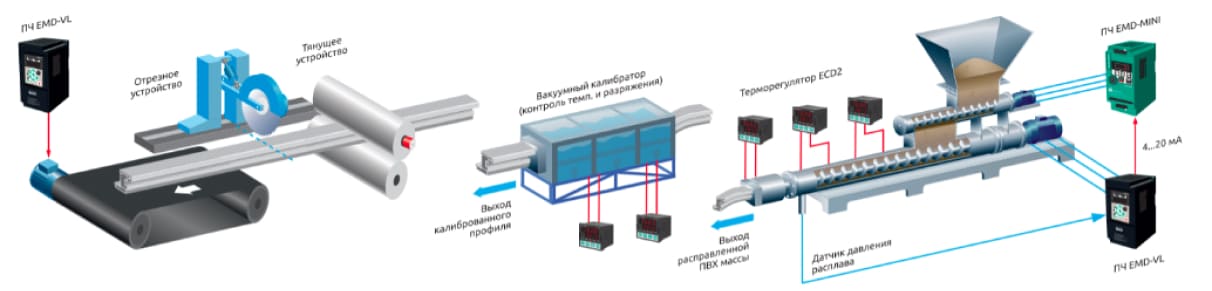 ПЧ EMD-VL
Отрезное
устройство
Тянущее
устройство
Вакуумный калибратор
(контроль темп. и разряжения)
Выход
калиброванного
профиля
Терморегулятор ECD2
Выход
расправленной
ПВХ массы
Датчик давления
расплава
ПЧ EMD-MINI
4...20 мА
ПЧ EMD-VL